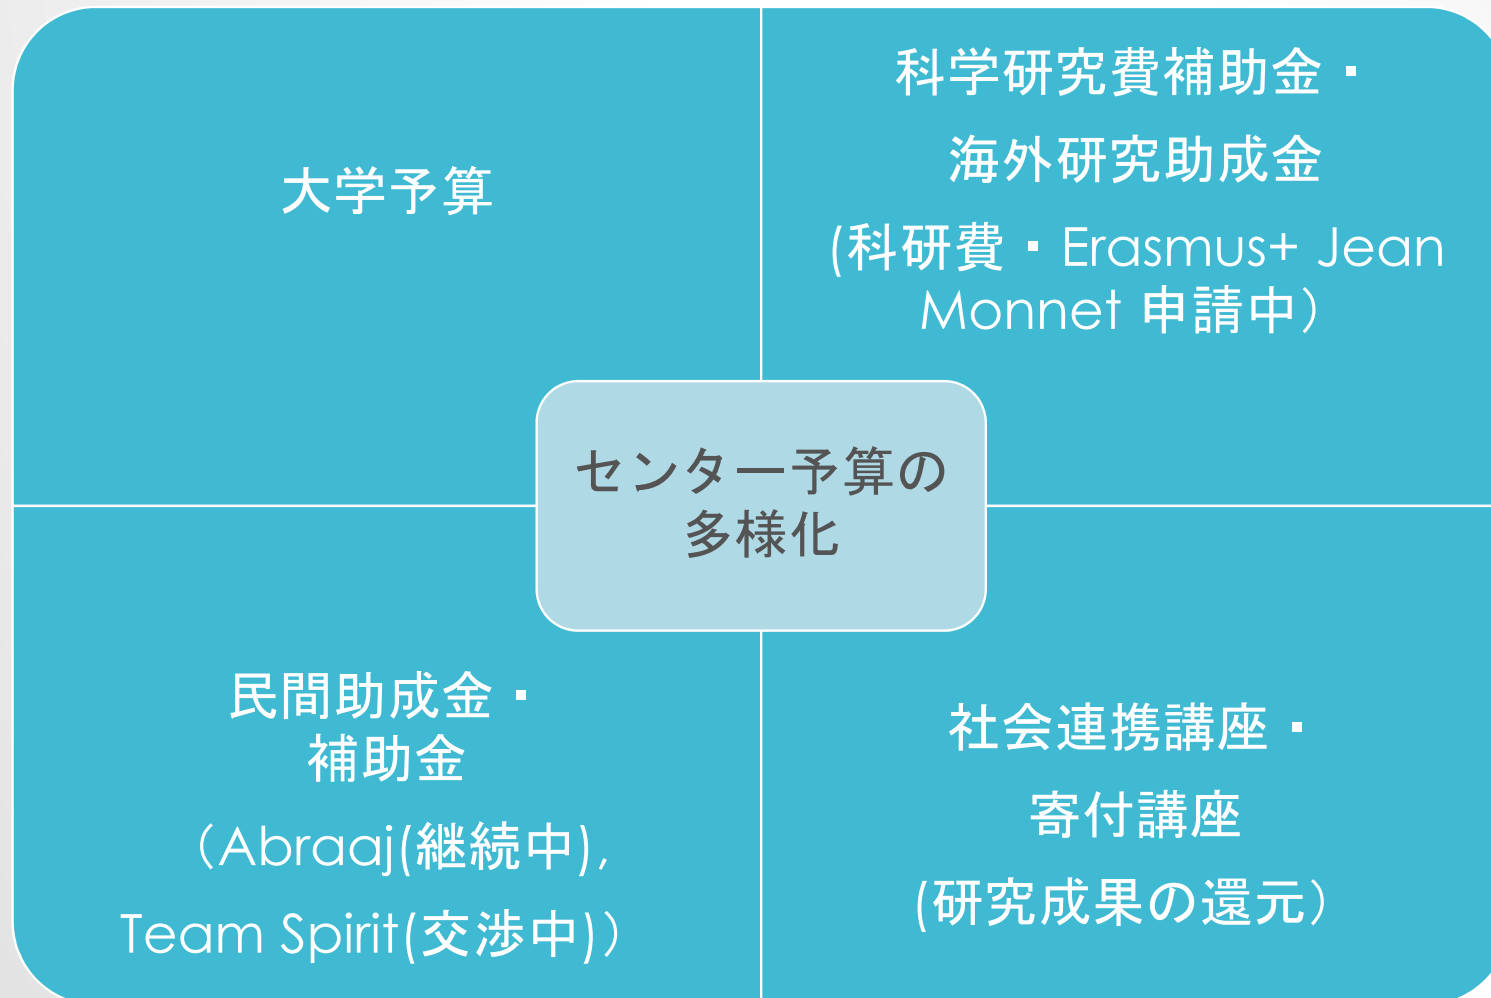 大学予算
科学研究費補助金・
海外研究助成金
(科研費・Erasmus+ Jean
Monnet 申請中）
センター予算の
多様化
民間助成金・
補助金
（Abraaj(継続中),
Team Spirit(交渉中)）
社会連携講座・
寄付講座
(研究成果の還元）